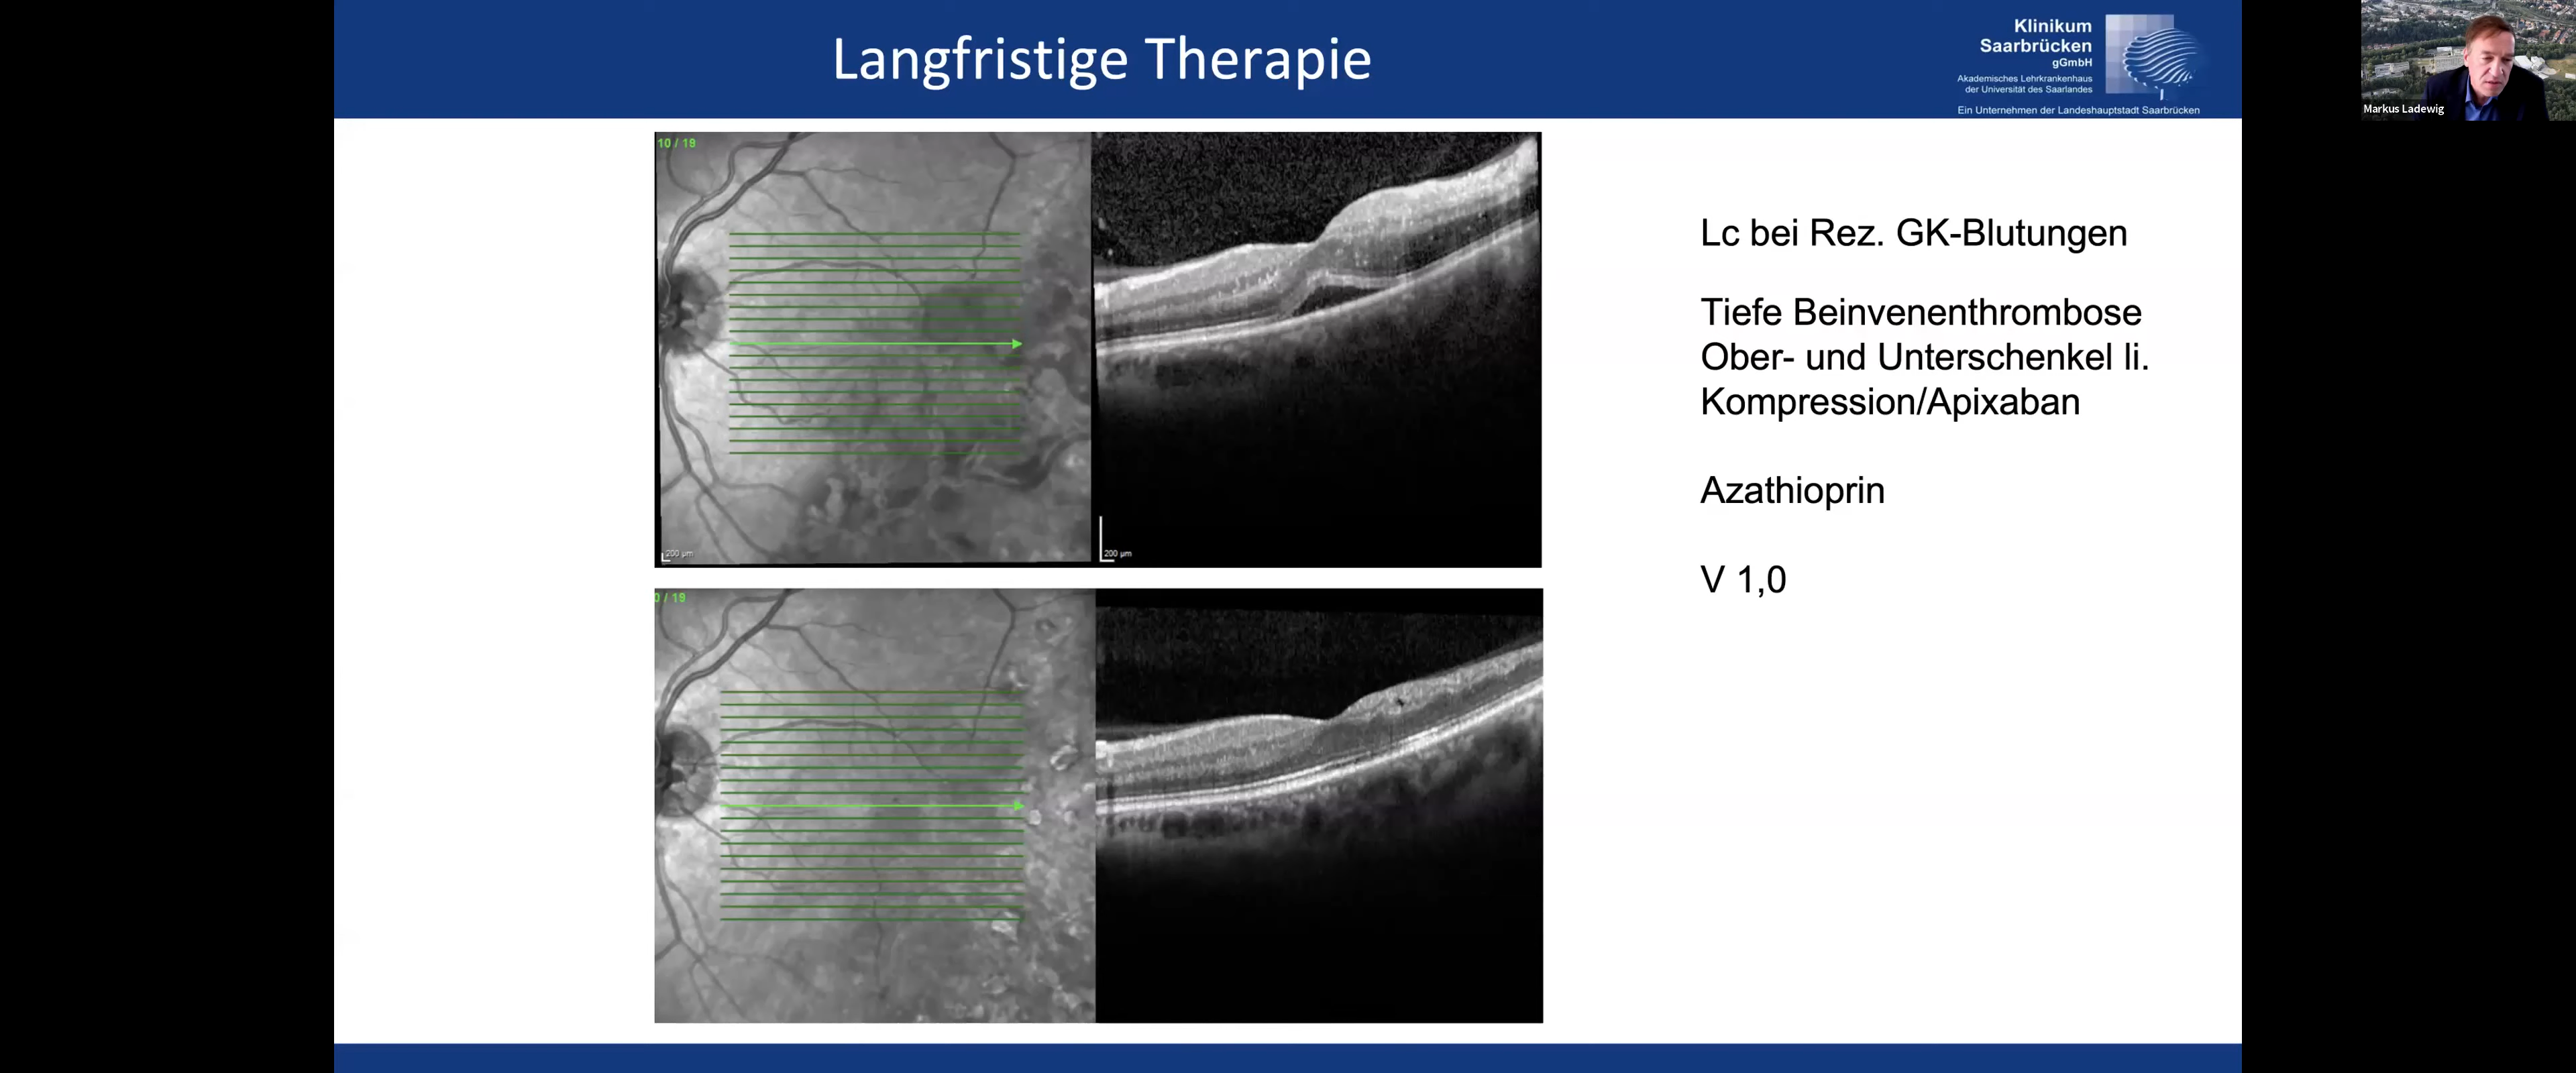 Langfristige Therapie
Klinikum
Saarbrücken
gGmbH
Akademisches Lehrkrankenhaus
der Universität des Saarlandes
Ein Unternehmen der Landeshauptstadt Saarbrücken
Markus Ladewig
10 / 19
200 µm
200 µm
Lc bei Rez. GK-Blutungen
Tiefe Beinvenenthrombose
Ober- und Unterschenkel li.
Kompression/Apixaban
Azathioprin
V 1,0
0 / 19